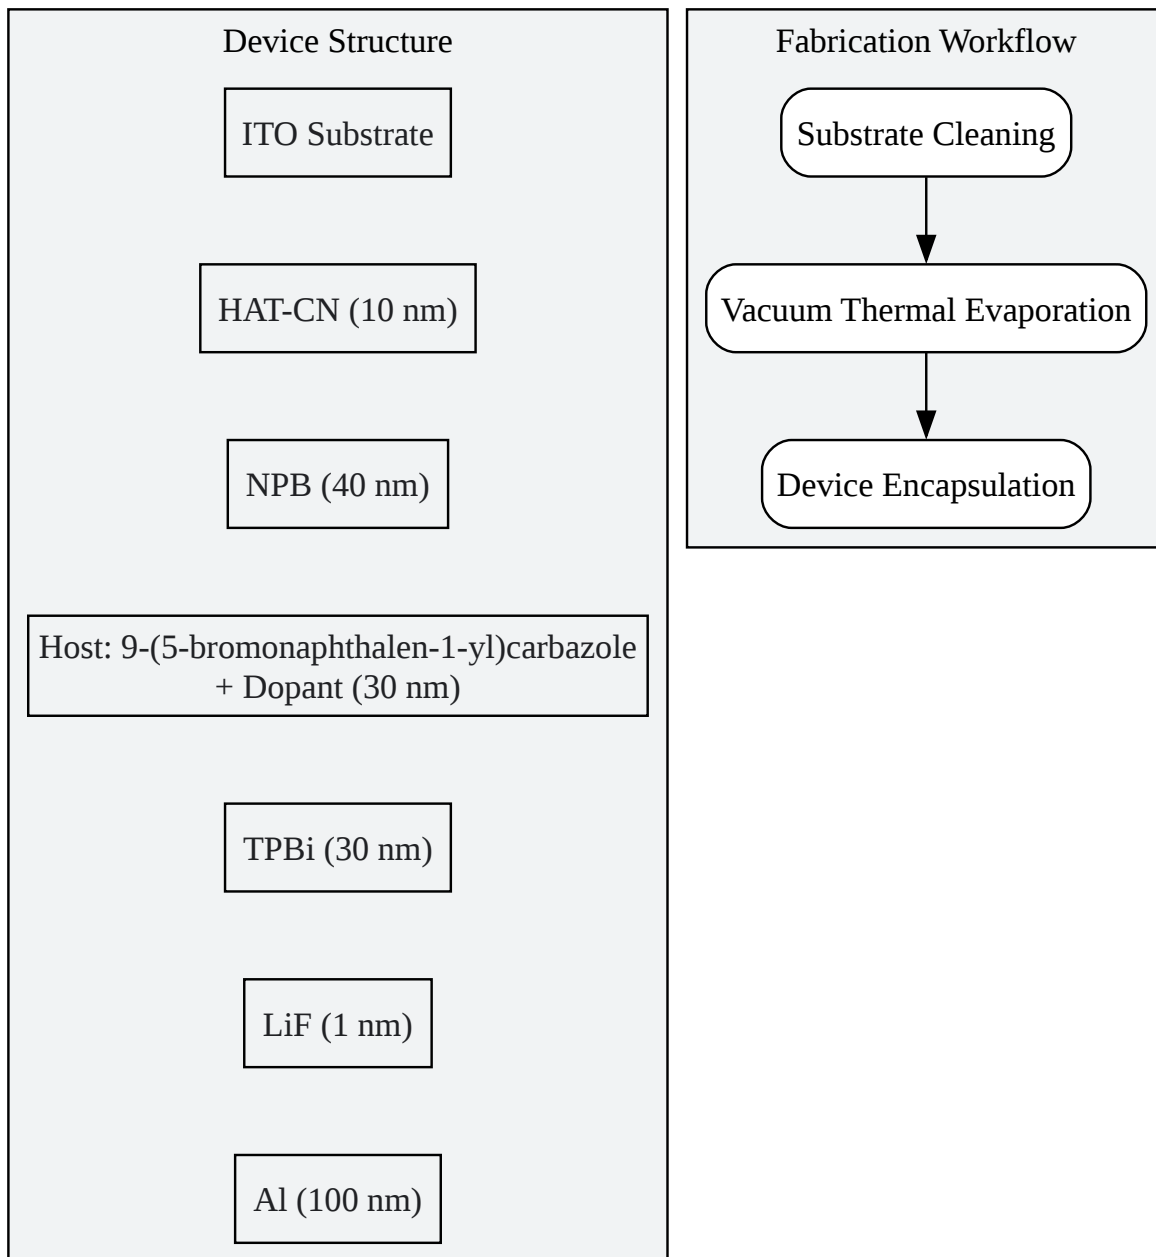 Device Structure
ITO Substrate
HAT-CN (10 nm)
NPB (40 nm)
Host: 9-(5-bromonaphthalen-1-yl)carbazole
+ Dopant (30 nm)
TPBi (30 nm)
LiF (1 nm)
Al (100 nm)
Fabrication Workflow
Substrate Cleaning
Vacuum Thermal Evaporation
Device Encapsulation